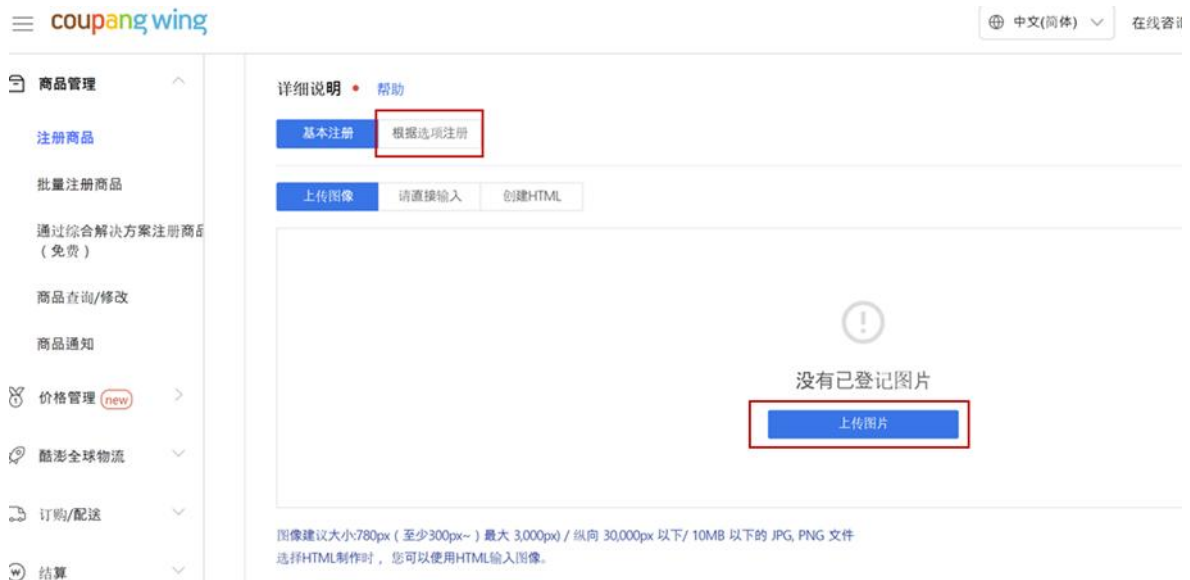 coupang wing
中文(简体)
在线咨
商品管理
注册商品
批量注册商品
通过综合解决方案注册商品
（免费）
商品查询/修改
商品通知
价格管理 new
酷澎全球物流
订购/配送
结算
详细说明
帮助
基本注册
根据选项注册
上传图像
请直接输入
创建HTML
没有已登记图片
上传图片
图像建议大小:780px ( 至少300px~ ) 最大 3,000px) / 纵向 30,000px 以下/ 10MB 以下的 JPG, PNG 文件
选择HTML制作时， 您可以使用HTML输入图像。